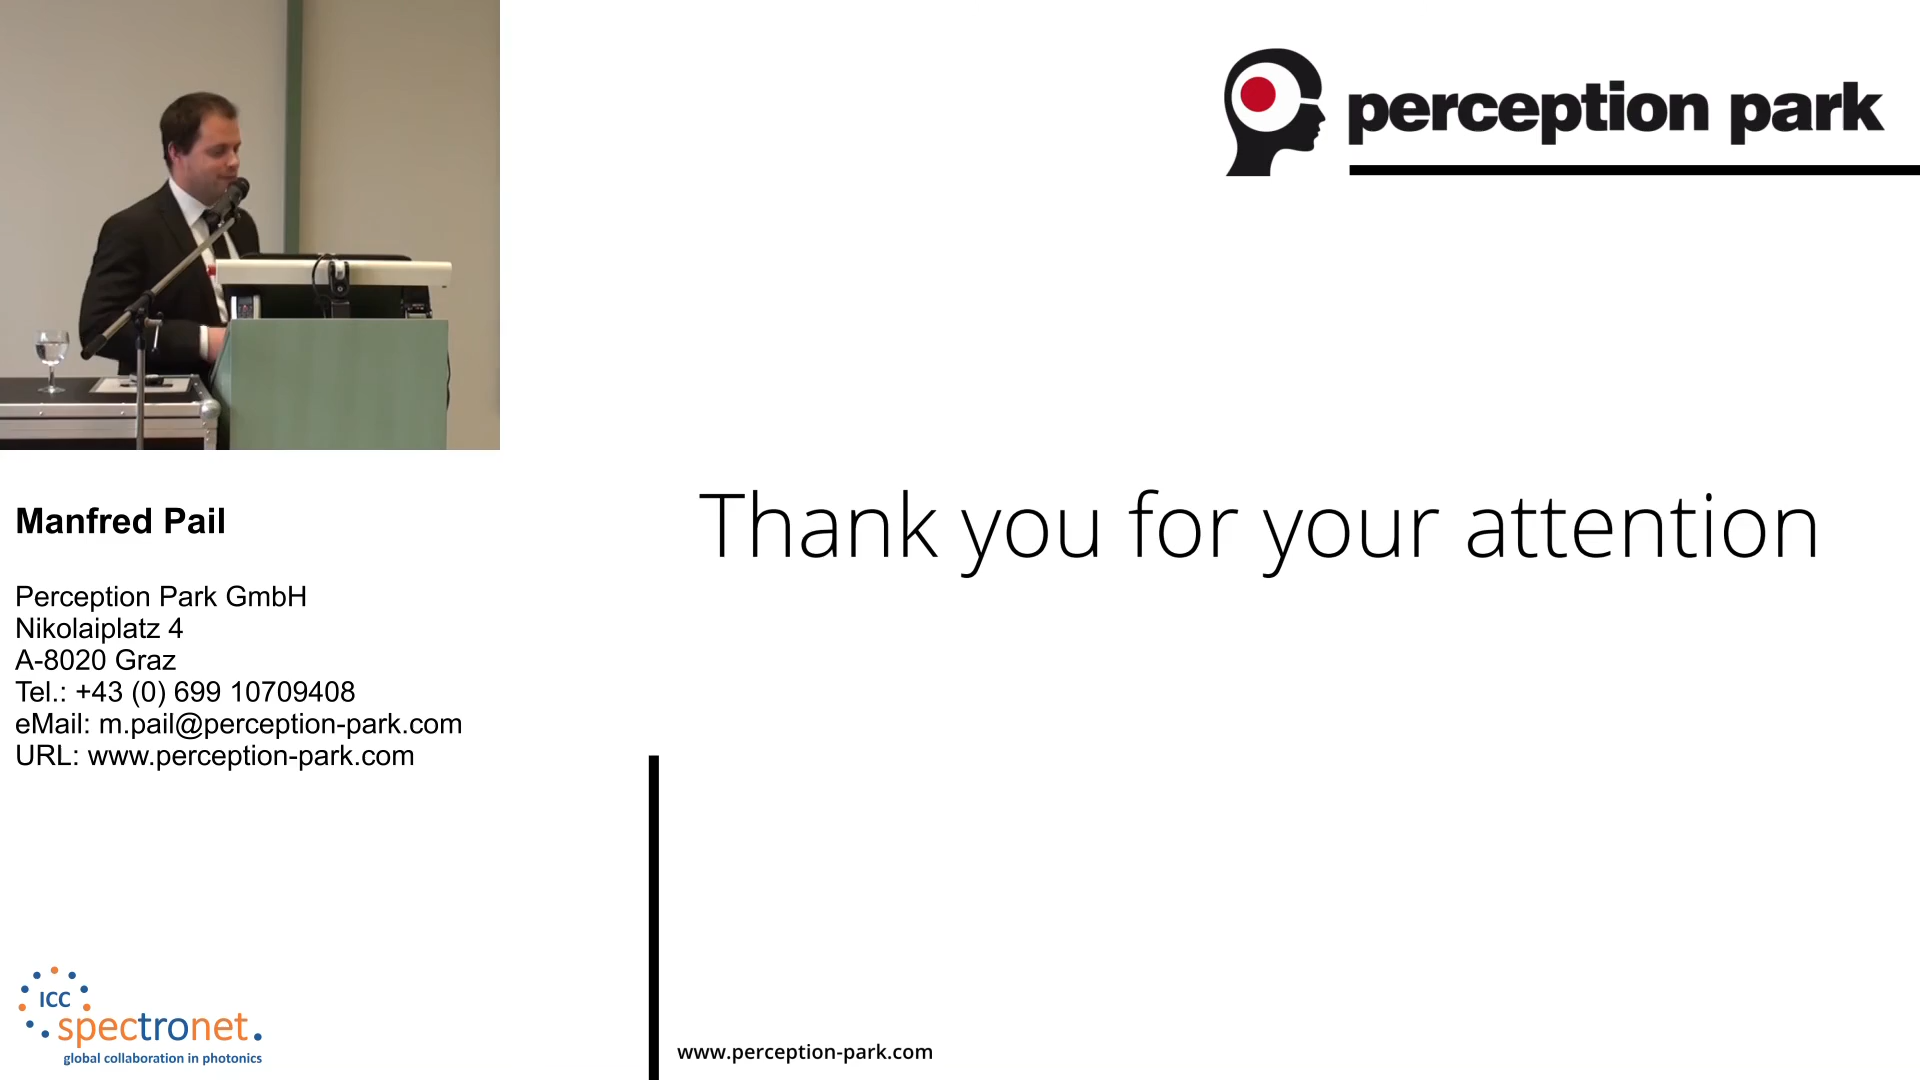 perception park
Thank you for your attention
Manfred Pail
Perception Park GmbH
Nikolaiplatz 4
A-8020 Graz
Tel.: +43 (0) 699 10709408
eMail: m.pail@perception-park.com
URL: www.perception-park.com
ICC
spectronet.
global collaboration in photonics
www.perception-park.com